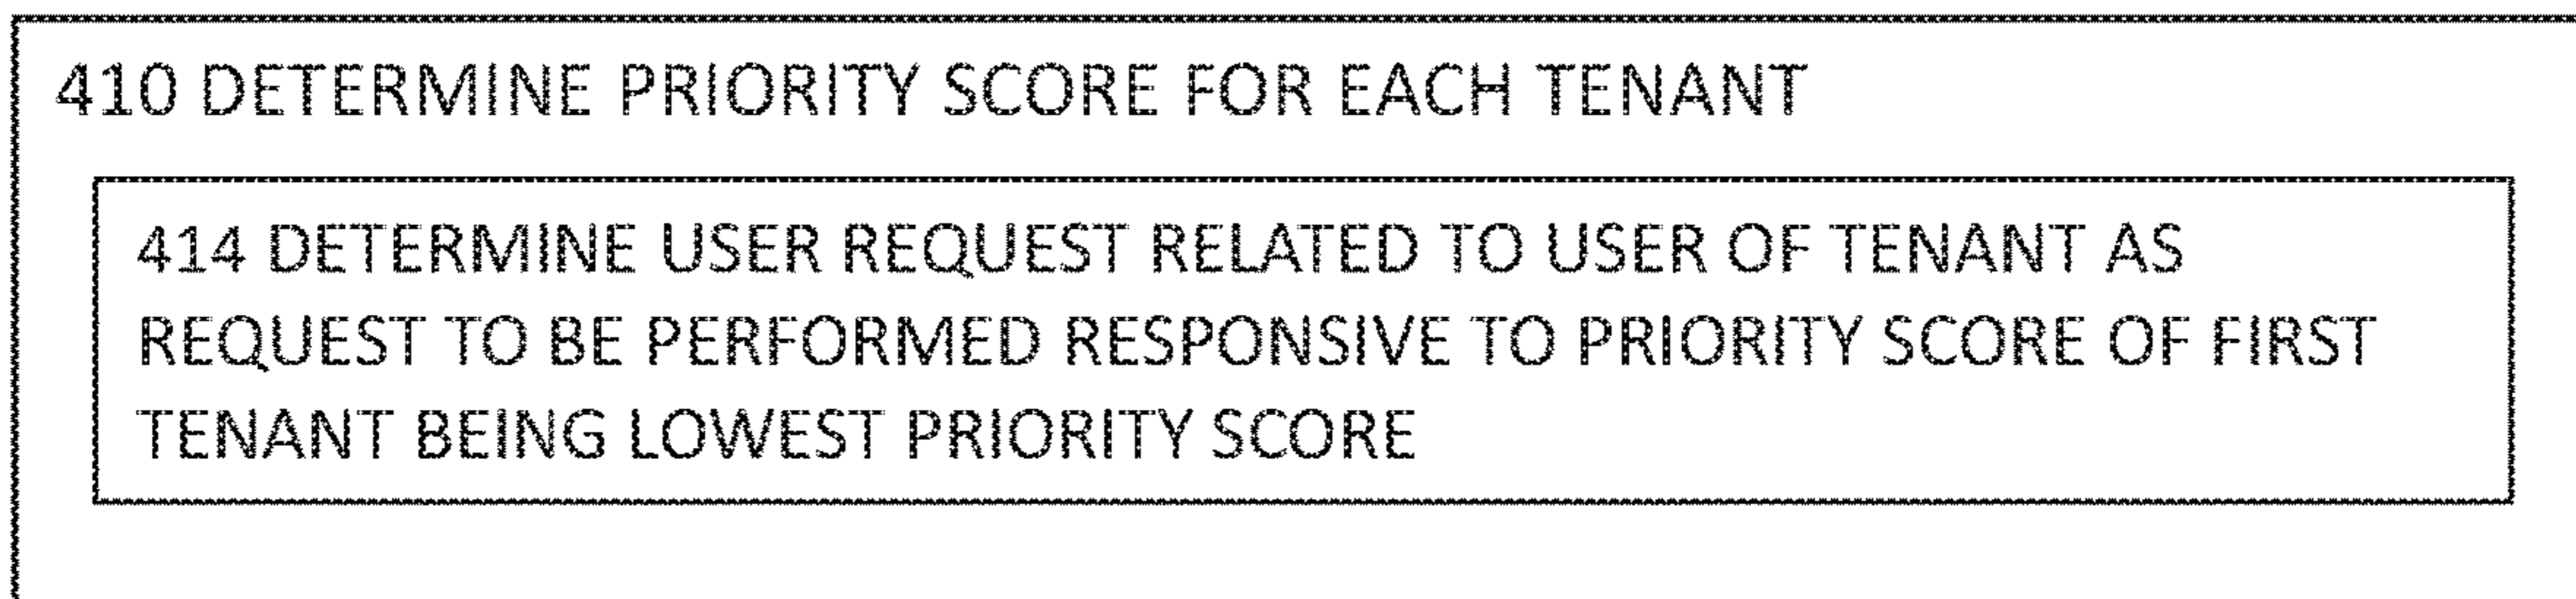 410 DETERMINE PRIORITY SCORE FOR EACH TENANT
414 DETERMINE USER REQUEST RELATED TO USER OF TENANT AS
REQUEST TO BE PERFORMED RESPONSIVE TO PRIORITY SCORE OF FIRST
TENANT BEING LOWEST PRIORITY SCORE